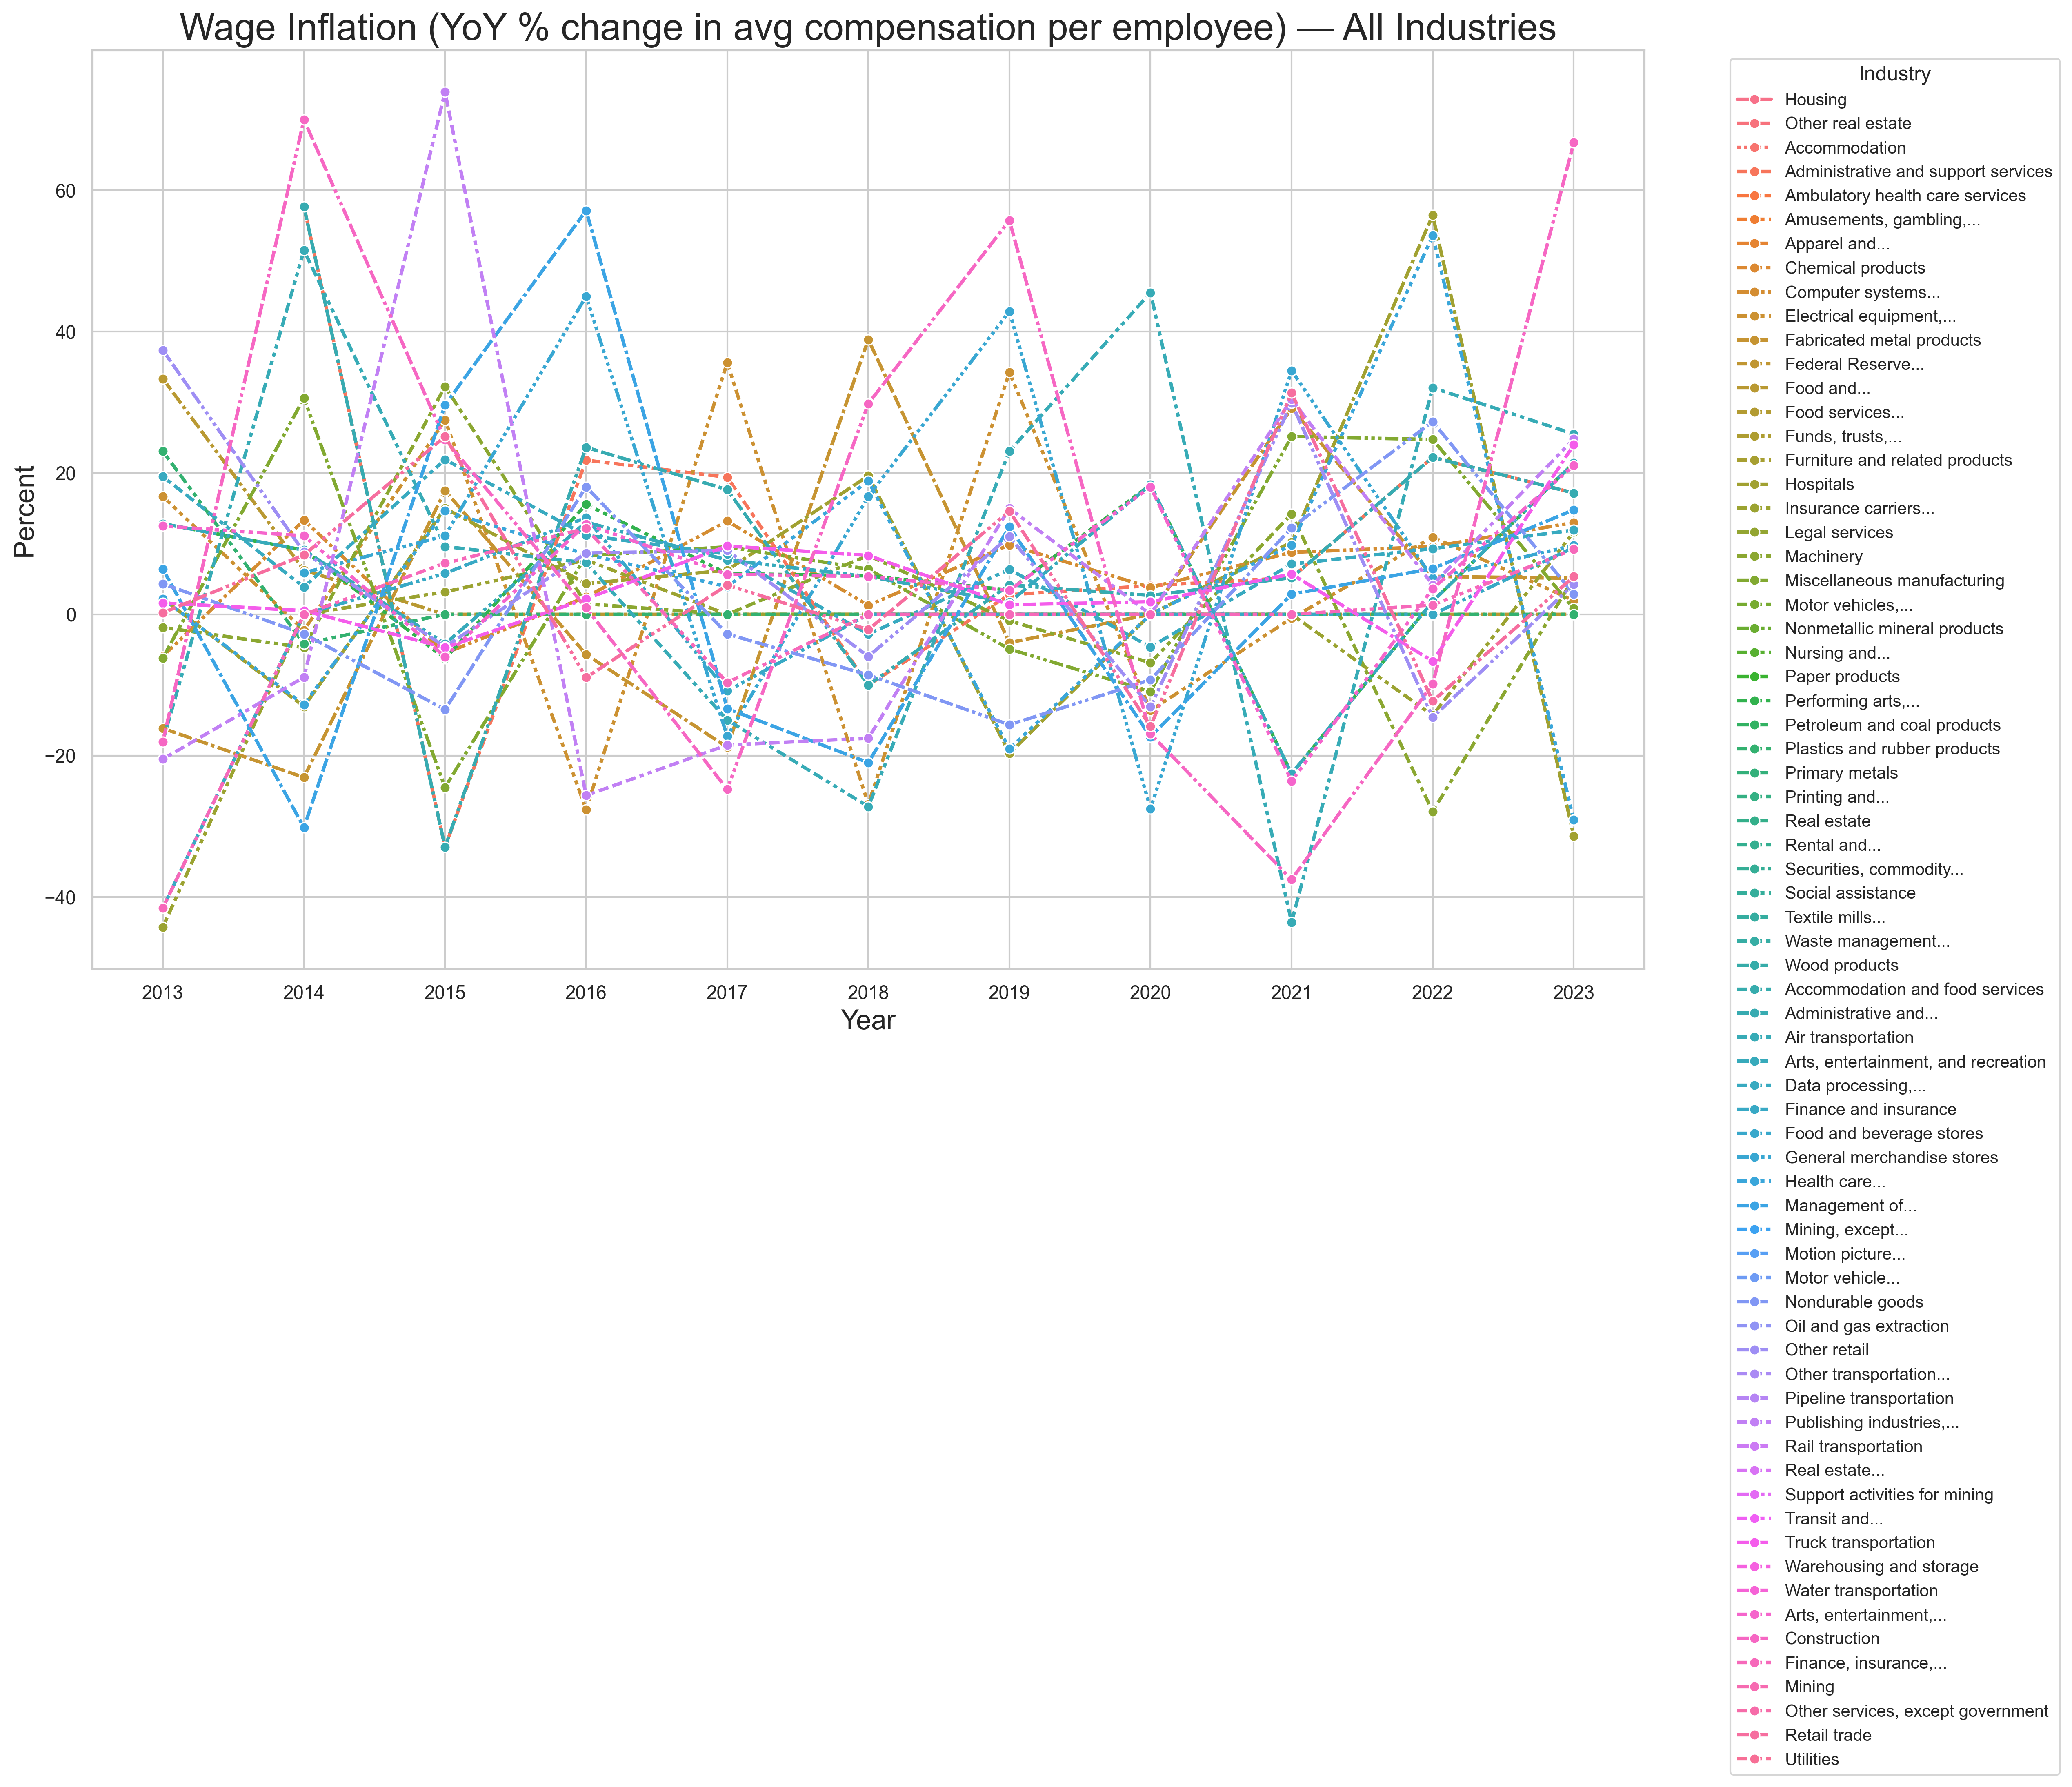 Wage Inflation (YoY % change in avg compensation per employee) — All Industries
Percent
60
40
20
0
−20
−40
2013 2014 2015 2016 2017 2018 2019 2020 2021 2022 2023
Year
Industry
Housing
Other real estate
Accommodation
Administrative and support services
Ambulatory health care services
Amusements, gambling,...
Apparel and...
Chemical products
Computer systems...
Electrical equipment,...
Fabricated metal products
Federal Reserve...
Food and...
Food services...
Funds, trusts,...
Furniture and related products
Hospitals
Insurance carriers...
Legal services
Machinery
Miscellaneous manufacturing
Motor vehicles,...
Nonmetallic mineral products
Nursing and...
Paper products
Performing arts,...
Petroleum and coal products
Plastics and rubber products
Primary metals
Printing and...
Real estate
Rental and...
Securities, commodity...
Social assistance
Textile mills...
Waste management...
Wood products
Accommodation and food services
Administrative and...
Air transportation
Arts, entertainment, and recreation
Data processing,...
Finance and insurance
Food and beverage stores
General merchandise stores
Health care...
Management of...
Mining, except...
Motion picture...
Motor vehicle...
Nondurable goods
Oil and gas extraction
Other retail
Other transportation...
Pipeline transportation
Publishing industries,...
Rail transportation
Real estate...
Support activities for mining
Transit and...
Truck transportation
Warehousing and storage
Water transportation
Arts, entertainment,...
Construction
Finance, insurance,...
Mining
Other services, except government
Retail trade
Utilities